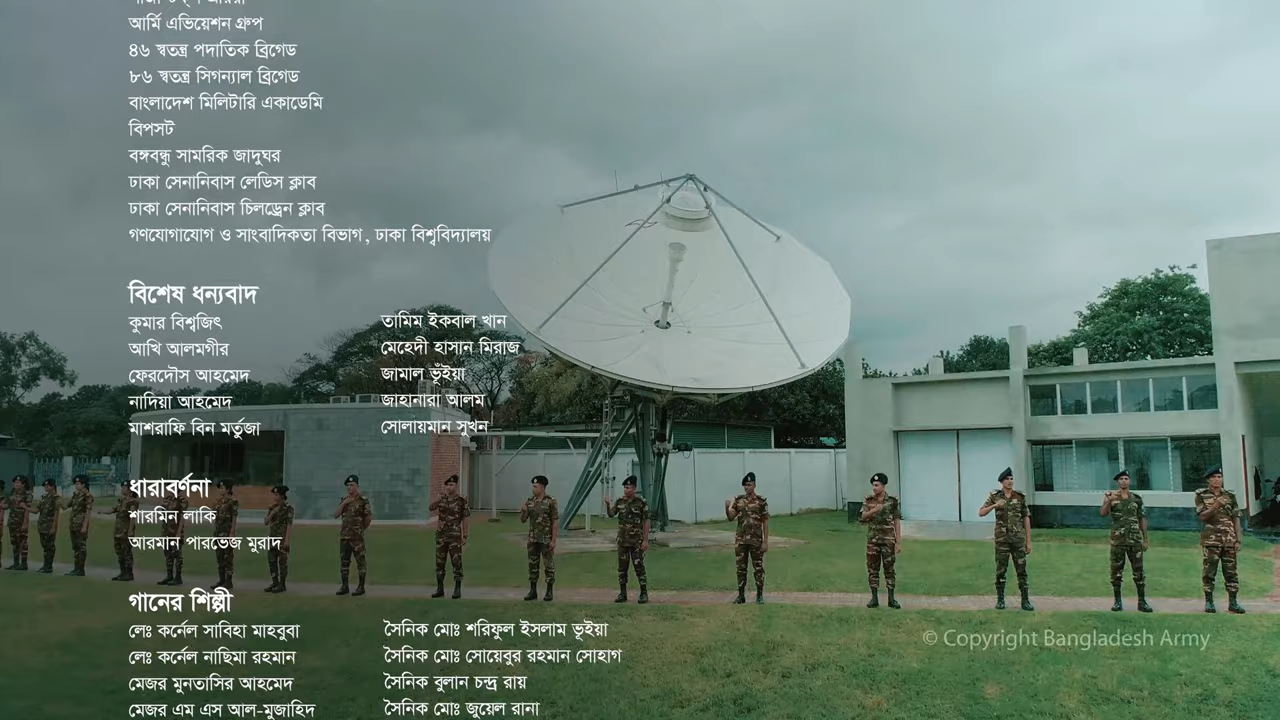 আর্মি এভিয়েশন গ্রুপ
৪৬ স্বতন্ত্র পদাতিক ব্রিগেড
৮৬ স্বতন্ত্র সিগন্যাল ব্রিগেড
বাংলাদেশ মিলিটারি একাডেমি
বিপসট
বঙ্গবন্ধু সামরিক জাদুঘর
ঢাকা সেনানিবাস লেডিস ক্লাব
ঢাকা সেনানিবাস চিলড্রেন ক্লাব
গণযোগাযোগ ও সাংবাদিকতা বিভাগ, ঢাকা বিশ্ববিদ্যালয়
বিশেষ ধন্যবাদ
কুমার বিশ্বজিৎ
আখি আলমগীর
ফেরদৌস আহমেদ
নাদিয়া আহমেদ
মাশরাফি বিন মর্তুজা
তামিম ইকবাল খান
মেহেদী হাসান মিরাজ
জামাল ভূঁইয়া
জাহানারা আলম
সোলায়মান সুখন
ধারাবর্ণনা
শারমিন লাকি
আরমান পারভেজ মুরাদ
গানের শিল্পী
লেঃ কর্নেল সাবিহা মাহবুবা
লেঃ কর্নেল নাছিমা রহমান
মেজর মুনতাসির আহমেদ
মেজর এম এস আল-মুজাহিদ
সৈনিক মোঃ শরিফুল ইসলাম ভূইয়া
সৈনিক মোঃ সোয়েবুর রহমান সোহাগ
সৈনিক বুলান চন্দ্র রায়
সৈনিক মোঃ জুয়েল রানা
© Copyright Bangladesh Army